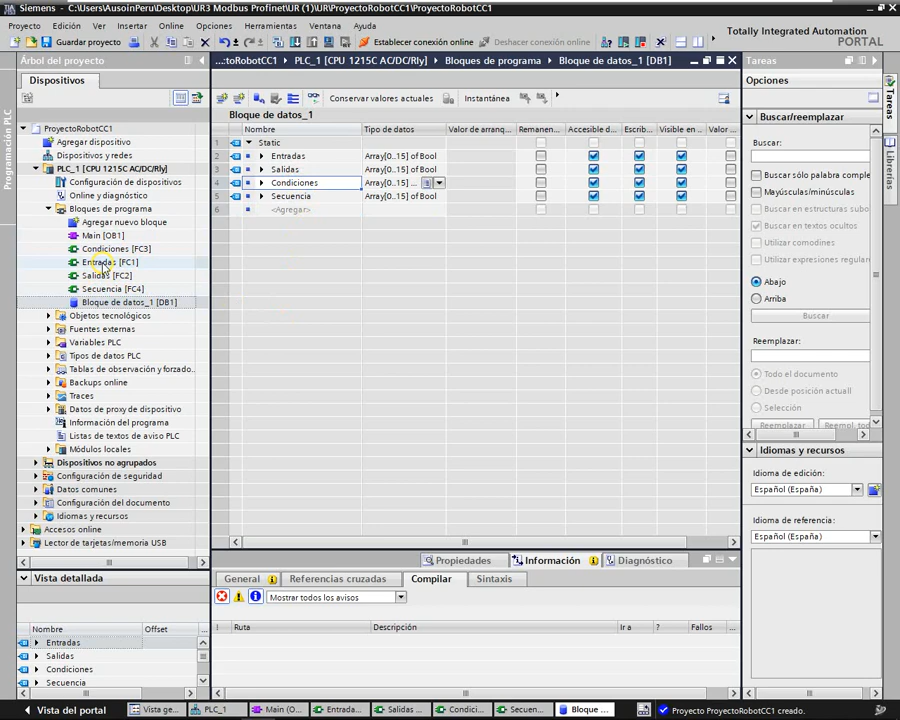 Siemens - C:\Users\AusoinPeru\Desktop\UR3 Modbus Profinet\UR (1)\UR\ProyectoRobotCC1\ProyectoRobotCC1
Proyecto Edición Ver Insertar Online Opciones Herramientas Ventana Ayuda
Totally Integrated Automation
PORTAL
Guardar proyecto Establecer conexión online Deshacer conexión online
Árbol del proyecto
Dispositivos
Programación PLC
ProyectoRobotCC1
Agregar dispositivo
Dispositivos y redes
PLC_1 [CPU 1215C AC/DC/Rly]
Configuración de dispositivos
Online y diagnóstico
Bloques de programa
Agregar nuevo bloque
Main [OB1]
Condiciones [FC3]
Entradas [FC1]
Salidas [FC2]
Secuencia [FC4]
Bloque de datos_1 [DB1]
Objetos tecnológicos
Fuentes externas
Variables PLC
Tipos de datos PLC
Tablas de observación y forzado...
Backups online
Traces
Datos de proxy de dispositivo
Información del programa
Listas de textos de aviso PLC
Módulos locales
Dispositivos no agrupados
Configuración de seguridad
Datos comunes
Configuración del documento
Idiomas y recursos
Accesos online
Lector de tarjetas/memoria USB
Vista detallada
Nombre Offset ...
Entradas
Salidas
Condiciones
Secuencia
...:toRobotCC1 PLC_1 [CPU 1215C AC/DC/Rly] Bloques de programa Bloque de datos_1 [DB1]
Conservar valores actuales Instantánea
Bloque de datos_1
Nombre Tipo de datos Valor de arranq.. Remanen... Accesible d... Escrib... Visible en .. Valor ...
1 Static
2 Entradas Array[0..15] of Bool
3 Salidas Array[0..15] of Bool
4 Condiciones Array[0..15] ...
5 Secuencia Array[0..15] of Bool
6 <Agregar>
Propiedades Información Diagnóstico
General Referencias cruzadas Compilar Sintaxis
Mostrar todos los avisos
! Ruta Descripción Ir a ? Fallos ...
Tareas
Opciones
Buscar/reemplazar
Buscar:
Buscar sólo palabra comple
Mayúsculas/minúsculas
Buscar en estructuras subor
Buscar en textos ocultos
Utilizar comodines
Utilizar expresiones regular
Abajo
Arriba
Buscar
Reemplazar:
Todo el documento
Desde posición actuall
Selección
Reemplazar Reempl. tod
Idiomas y recursos
Idioma de edición:
Español (España)
Idioma de referencia:
Español (España)
Tareas
Librerías
Vista del portal Vista ge... PLC_1 Main (O... Entrada... Salidas ... Condici... Secuen... Bloque ... Proyecto ProyectoRobotCC1 creado.